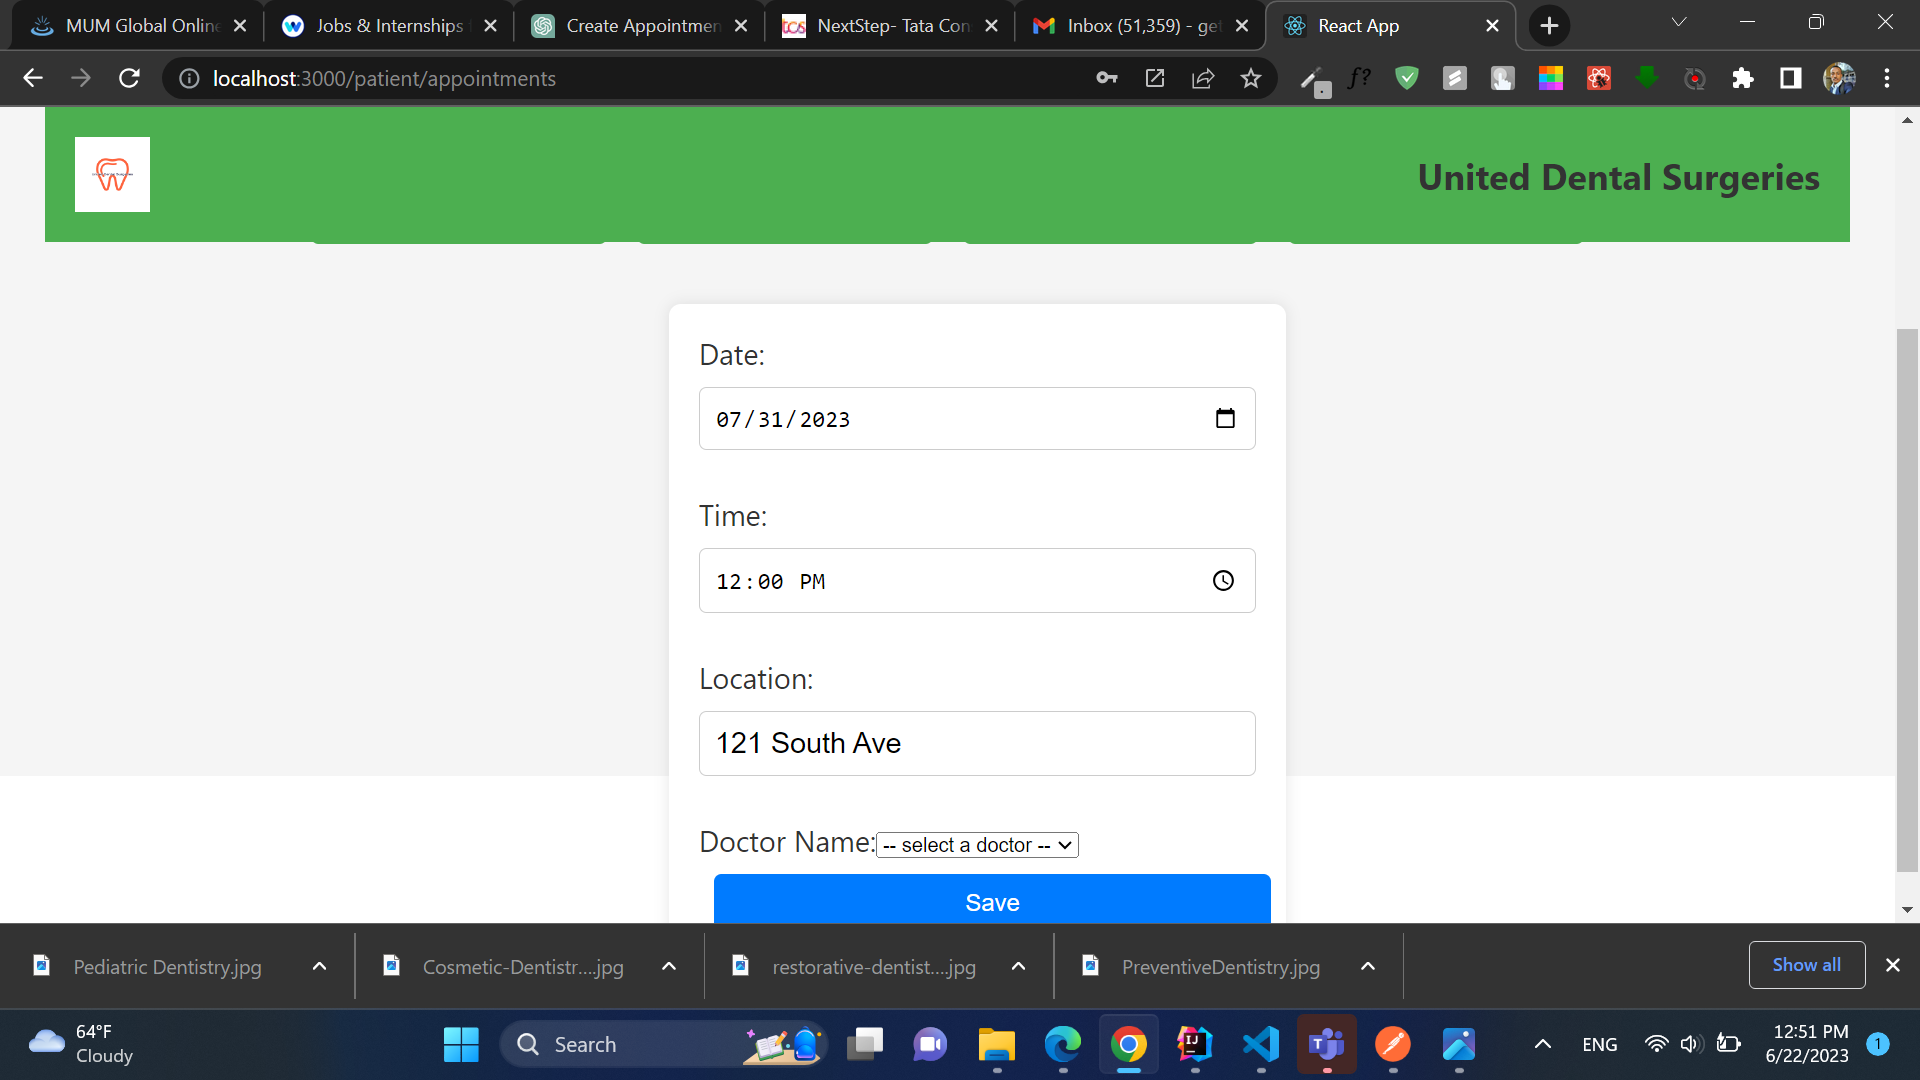 MUM Global Online
Jobs & Internships
Create Appointmen
NextStep- Tata Con
Inbox (51,359) - get
React App
localhost:3000/patient/appointments
United Dental Surgeries
Date:
07/31/2023
Time:
12:00 PM
Location:
121 South Ave
Doctor Name: -- select a doctor --
Save
Pediatric Dentistry.jpg
Cosmetic-Dentistr....jpg
restorative-dentist....jpg
PreventiveDentistry.jpg
Show all
64°F
Cloudy
Search
ENG
12:51 PM
6/22/2023
1